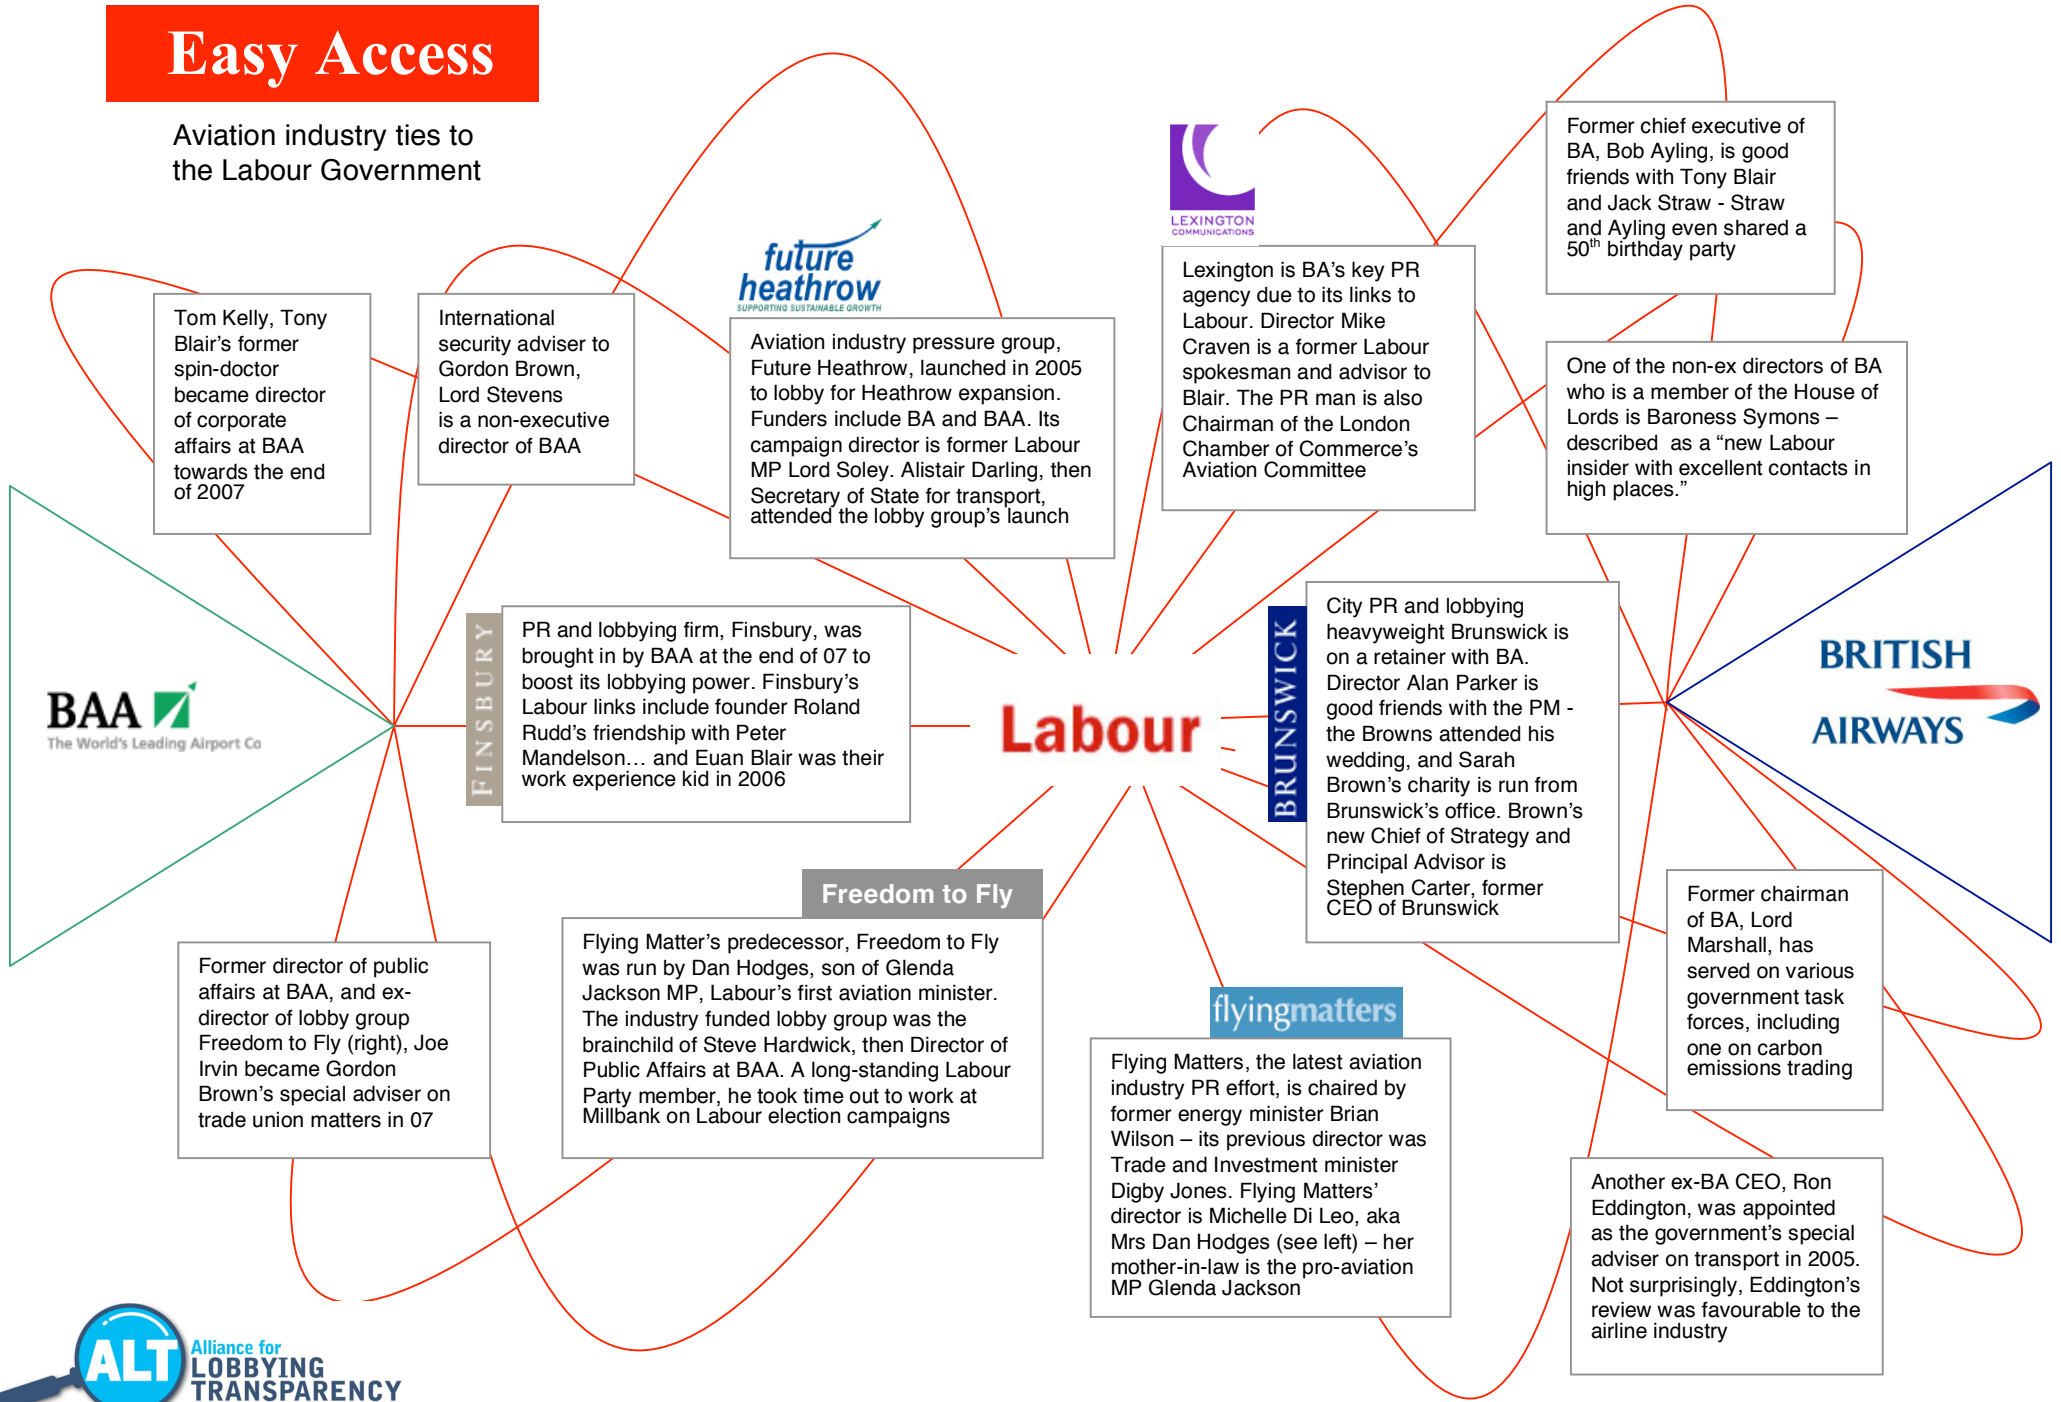 Easy Access
Aviation industry ties to
the Labour Government
Tom Kelly, Tony
Blair's former
spin-doctor
became director
of corporate
affairs at BAA
towards the end
of 2007
International
security adviser to
Gordon Brown,
Lord Stevens
is a non-executive
director of BAA
future
heathrow
SUPPORTING SUSTAINABLE GROWTH
Aviation industry pressure group,
Future Heathrow, launched in 2005
to lobby for Heathrow expansion.
Funders include BA and BAA. Its
campaign director is former Labour
MP Lord Soley. Alistair Darling, then
Secretary of State for transport,
attended the lobby group's launch
LEXINGTON
COMMUNICATIONS
Lexington is BA's key PR
agency due to its links to
Labour. Director Mike
Craven is a former Labour
spokesman and advisor to
Blair. The PR man is also
Chairman of the London
Chamber of Commerce's
Aviation Committee
Former chief executive of
BA, Bob Ayling, is good
friends with Tony Blair
and Jack Straw - Straw
and Ayling even shared a
50th birthday party
One of the non-ex directors of BA
who is a member of the House of
Lords is Baroness Symons –
described as a “new Labour
insider with excellent contacts in
high places.”
BAA
The World's Leading Airport Co
FINSBURY
PR and lobbying firm, Finsbury, was
brought in by BAA at the end of 07 to
boost its lobbying power. Finsbury's
Labour links include founder Roland
Rudd's friendship with Peter
Mandelson… and Euan Blair was their
work experience kid in 2006
Labour
BRUNSWICK
City PR and lobbying
heavyweight Brunswick is
on a retainer with BA.
Director Alan Parker is
good friends with the PM -
the Browns attended his
wedding, and Sarah
Brown's charity is run from
Brunswick's office. Brown's
new Chief of Strategy and
Principal Advisor is
Stephen Carter, former
CEO of Brunswick
BRITISH
AIRWAYS
Former director of public
affairs at BAA, and ex-
director of lobby group
Freedom to Fly (right), Joe
Irvin became Gordon
Brown's special adviser on
trade union matters in 07
Freedom to Fly
Flying Matter's predecessor, Freedom to Fly
was run by Dan Hodges, son of Glenda
Jackson MP, Labour's first aviation minister.
The industry funded lobby group was the
brainchild of Steve Hardwick, then Director of
Public Affairs at BAA. A long-standing Labour
Party member, he took time out to work at
Millbank on Labour election campaigns
flyingmatters
Flying Matters, the latest aviation
industry PR effort, is chaired by
former energy minister Brian
Wilson – its previous director was
Trade and Investment minister
Digby Jones. Flying Matters'
director is Michelle Di Leo, aka
Mrs Dan Hodges (see left) – her
mother-in-law is the pro-aviation
MP Glenda Jackson
Former chairman
of BA, Lord
Marshall, has
served on various
government task
forces, including
one on carbon
emissions trading
Another ex-BA CEO, Ron
Eddington, was appointed
as the government's special
adviser on transport in 2005.
Not surprisingly, Eddington's
review was favourable to the
airline industry
ALT
Alliance for
LOBBYING
TRANSPARENCY